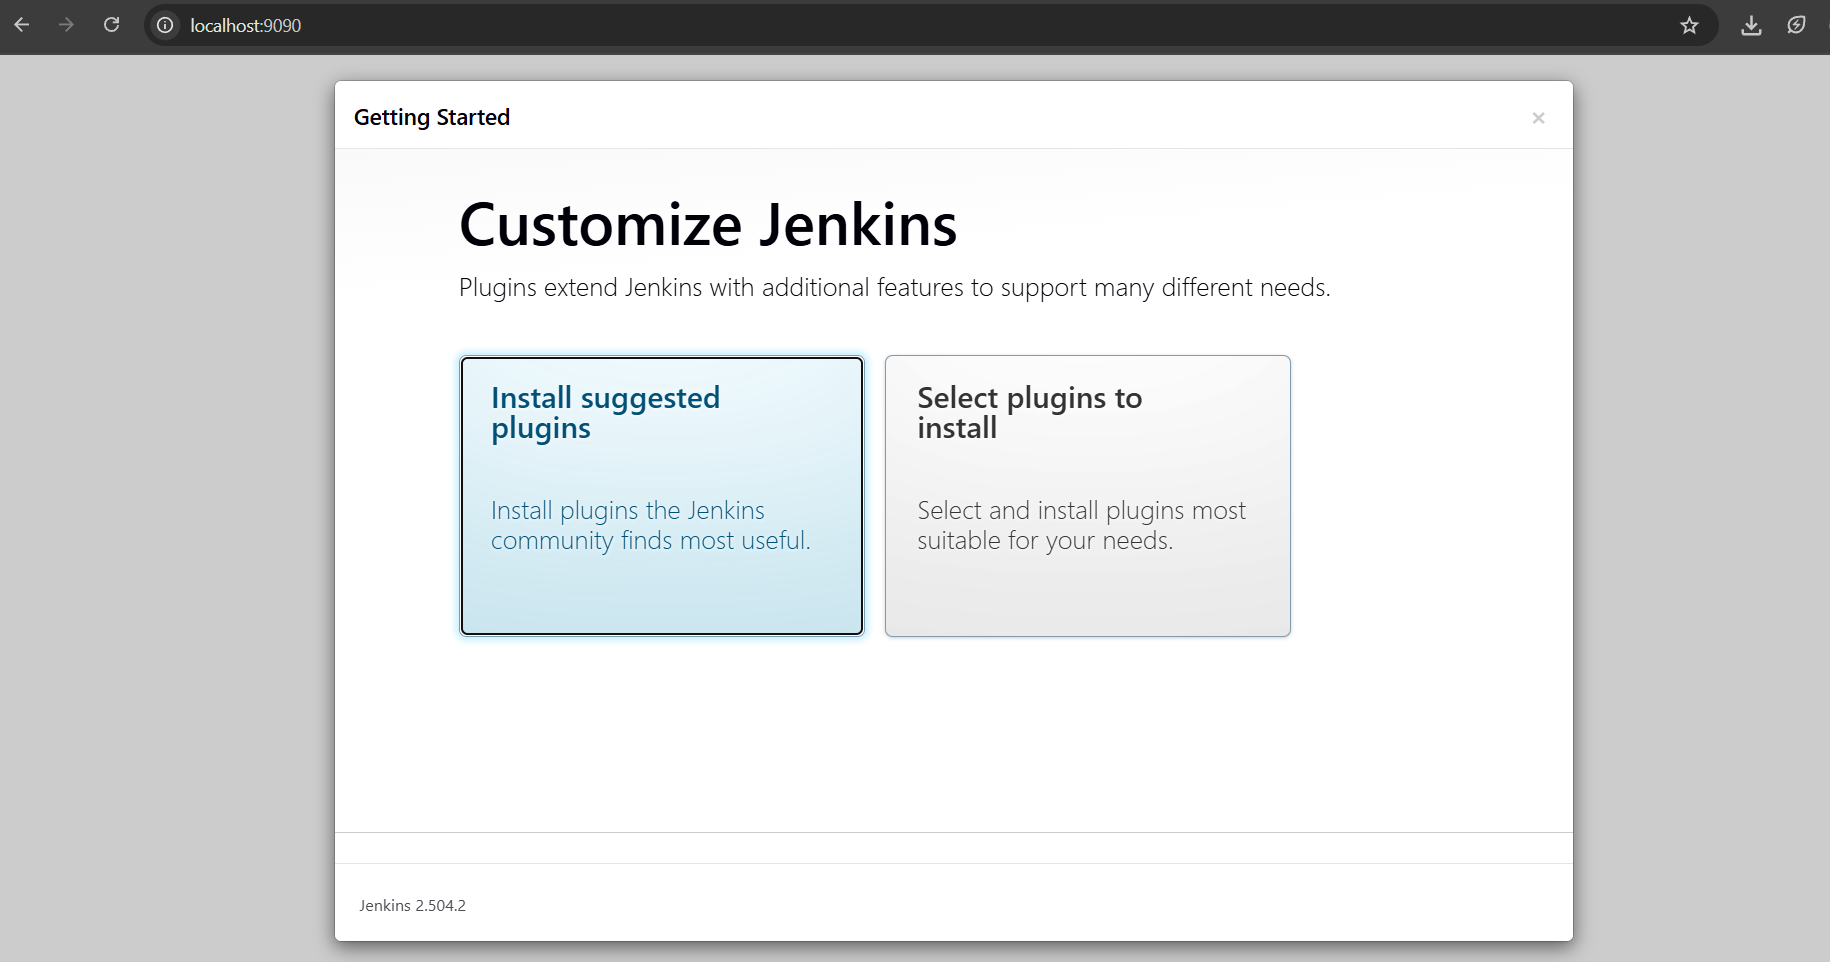 localhost:9090
Getting Started
×
Customize Jenkins
Plugins extend Jenkins with additional features to support many different needs.
Install suggested
plugins
Install plugins the Jenkins
community finds most useful.
Select plugins to
install
Select and install plugins most
suitable for your needs.
Jenkins 2.504.2